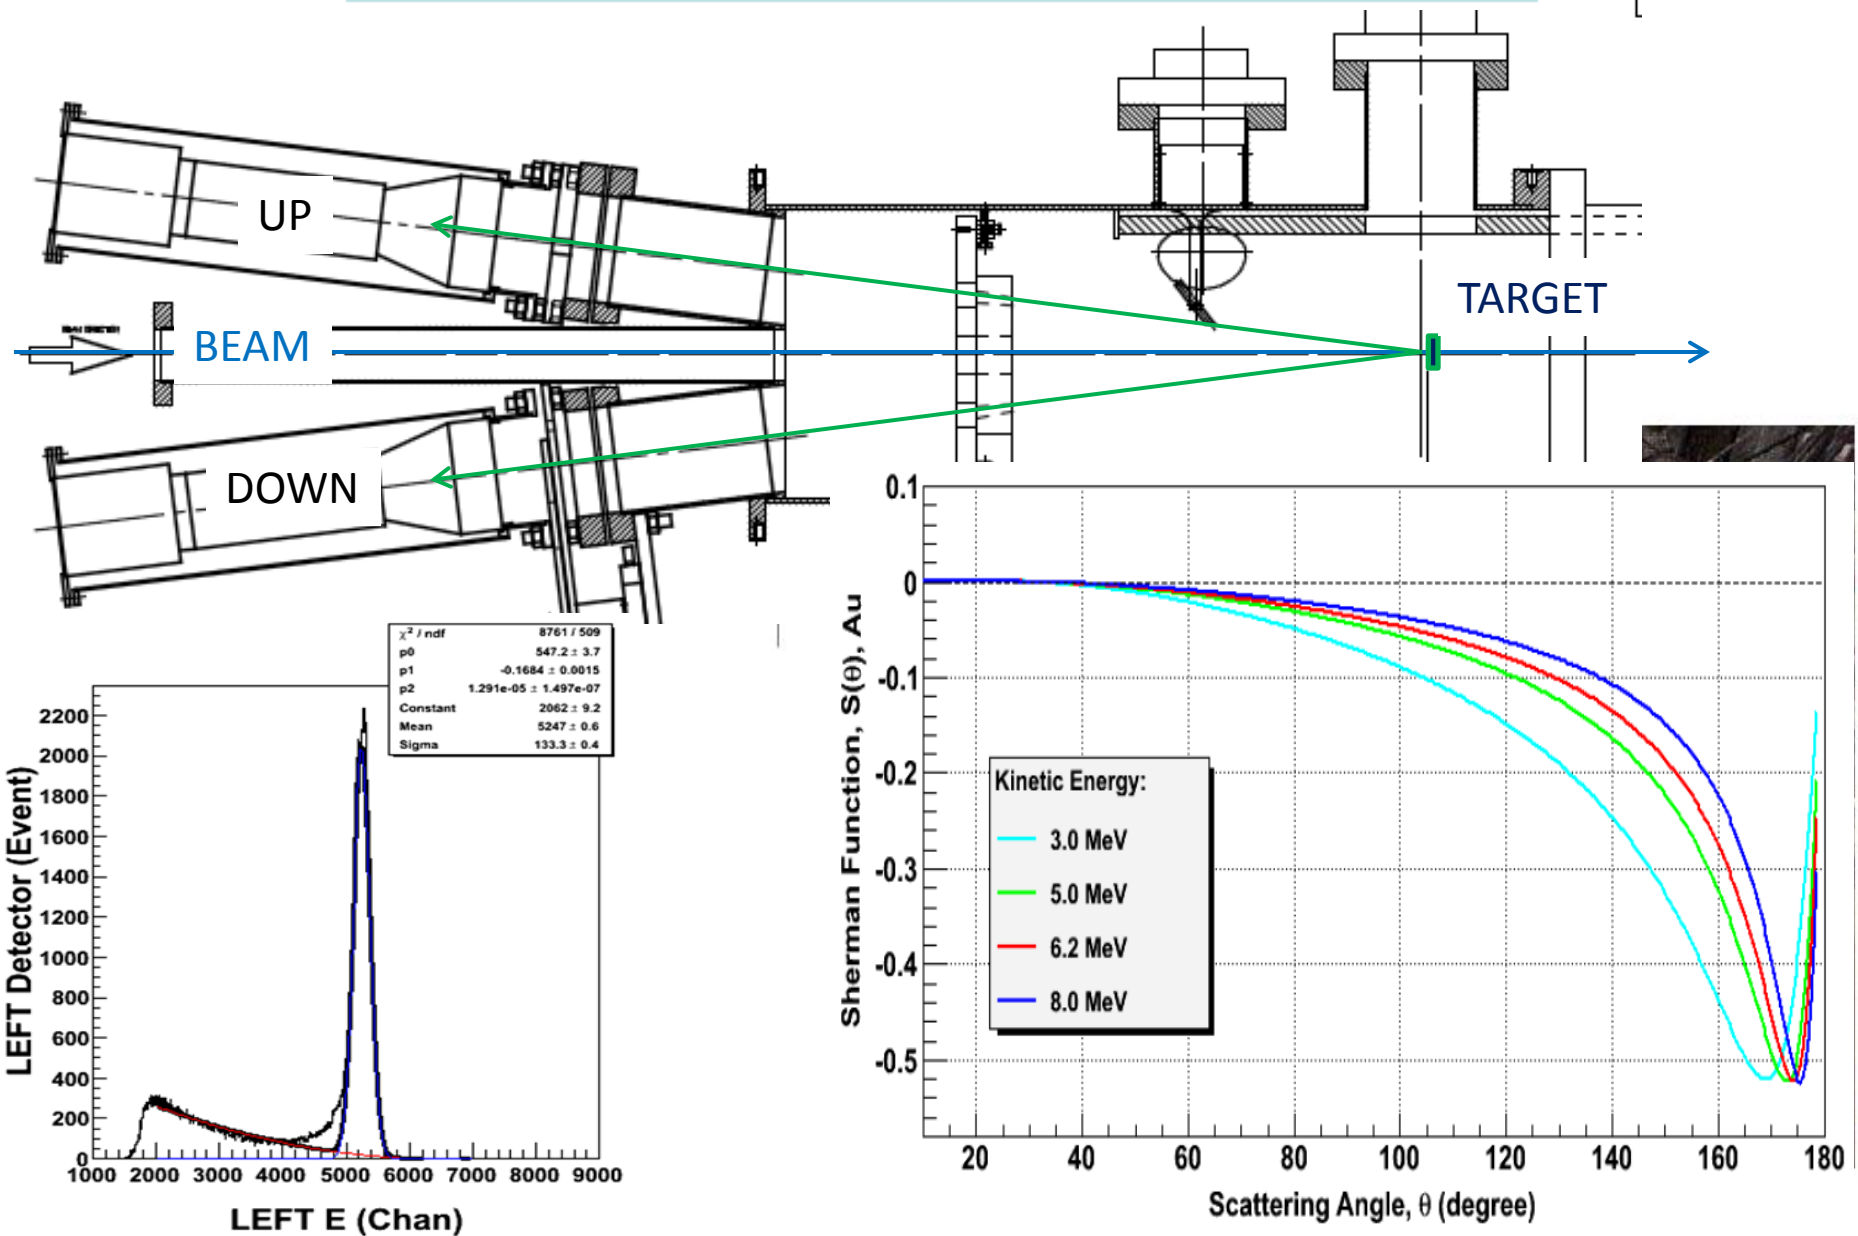 UP
TARGET
BEAM
DOWN
χ² / ndf 8761 / 509
p0 547.2 ± 3.7
p1 -0.1684 ± 0.0015
p2 1.291e-05 ± 1.497e-07
Constant 2062 ± 9.2
Mean 5247 ± 0.6
Sigma 133.3 ± 0.4
LEFT Detector (Event)
2200
2000
1800
1600
1400
1200
1000
800
600
400
200
0
1000 2000 3000 4000 5000 6000 7000 8000 9000
LEFT E (Chan)
Sherman Function, S(θ), Au
0.1
0
-0.1
-0.2
-0.3
-0.4
-0.5
Kinetic Energy:
3.0 MeV
5.0 MeV
6.2 MeV
8.0 MeV
20 40 60 80 100 120 140 160 180
Scattering Angle, θ (degree)